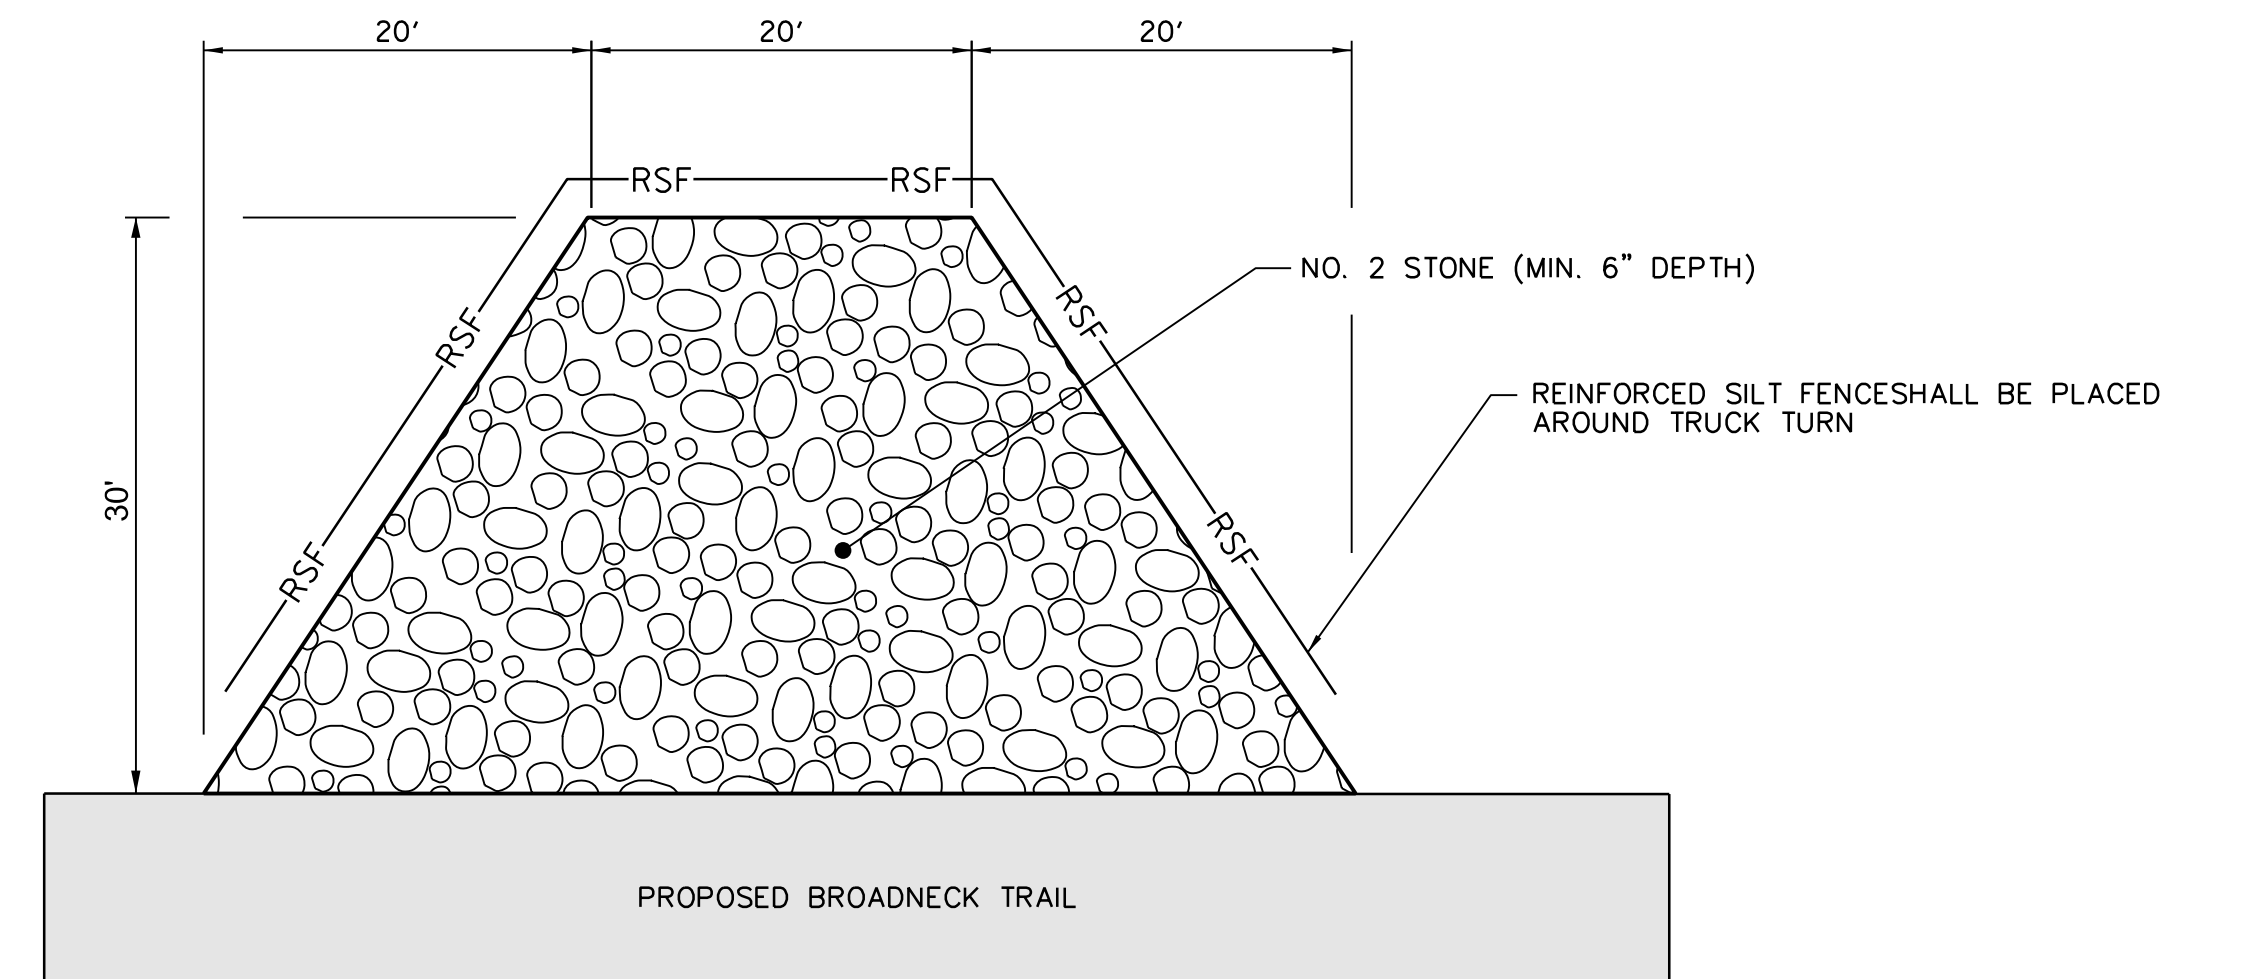 20' 20' 20'
RSF RSF
NO. 2 STONE (MIN. 6" DEPTH)
RSF
RSF
REINFORCED SILT FENCESHALL BE PLACED
AROUND TRUCK TURN
30'
RSF
RSF
PROPOSED BROADNECK TRAIL